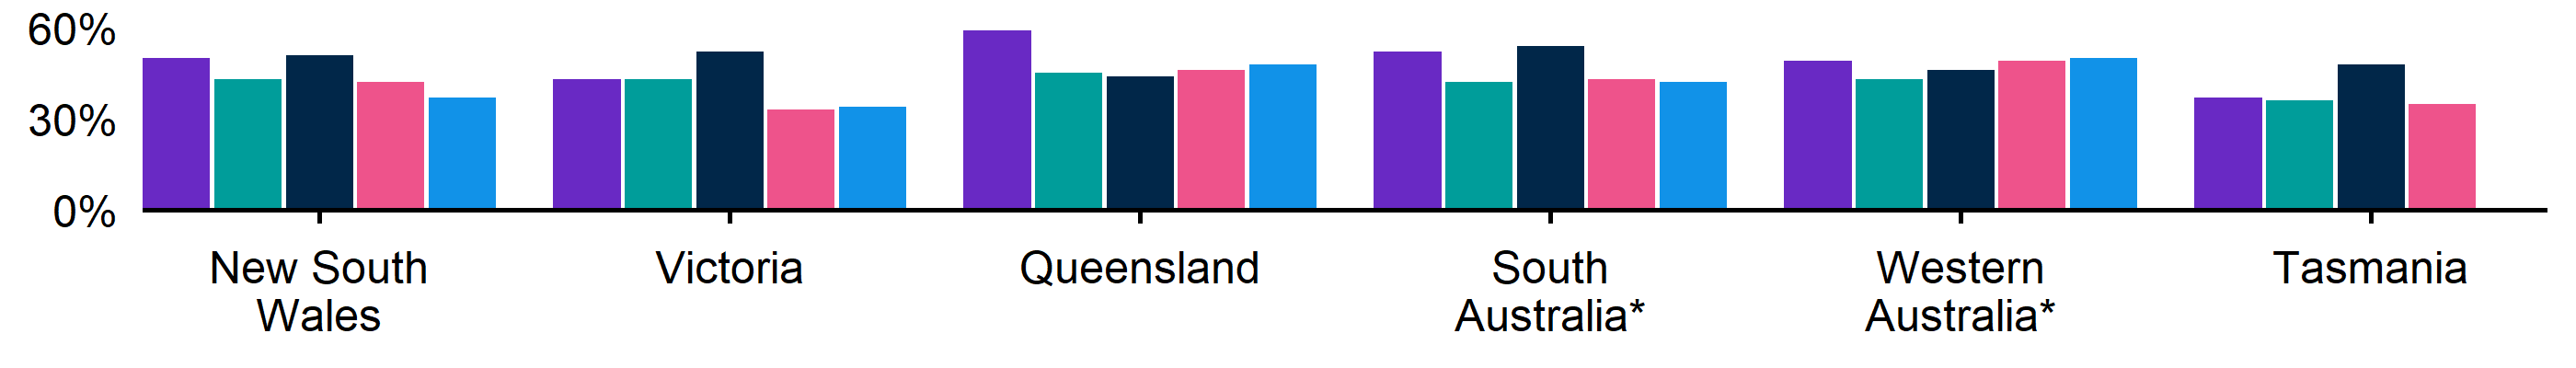 60%
30%
0%
New South
Wales
Victoria
Queensland
South
Australia*
Western
Australia*
Tasmania